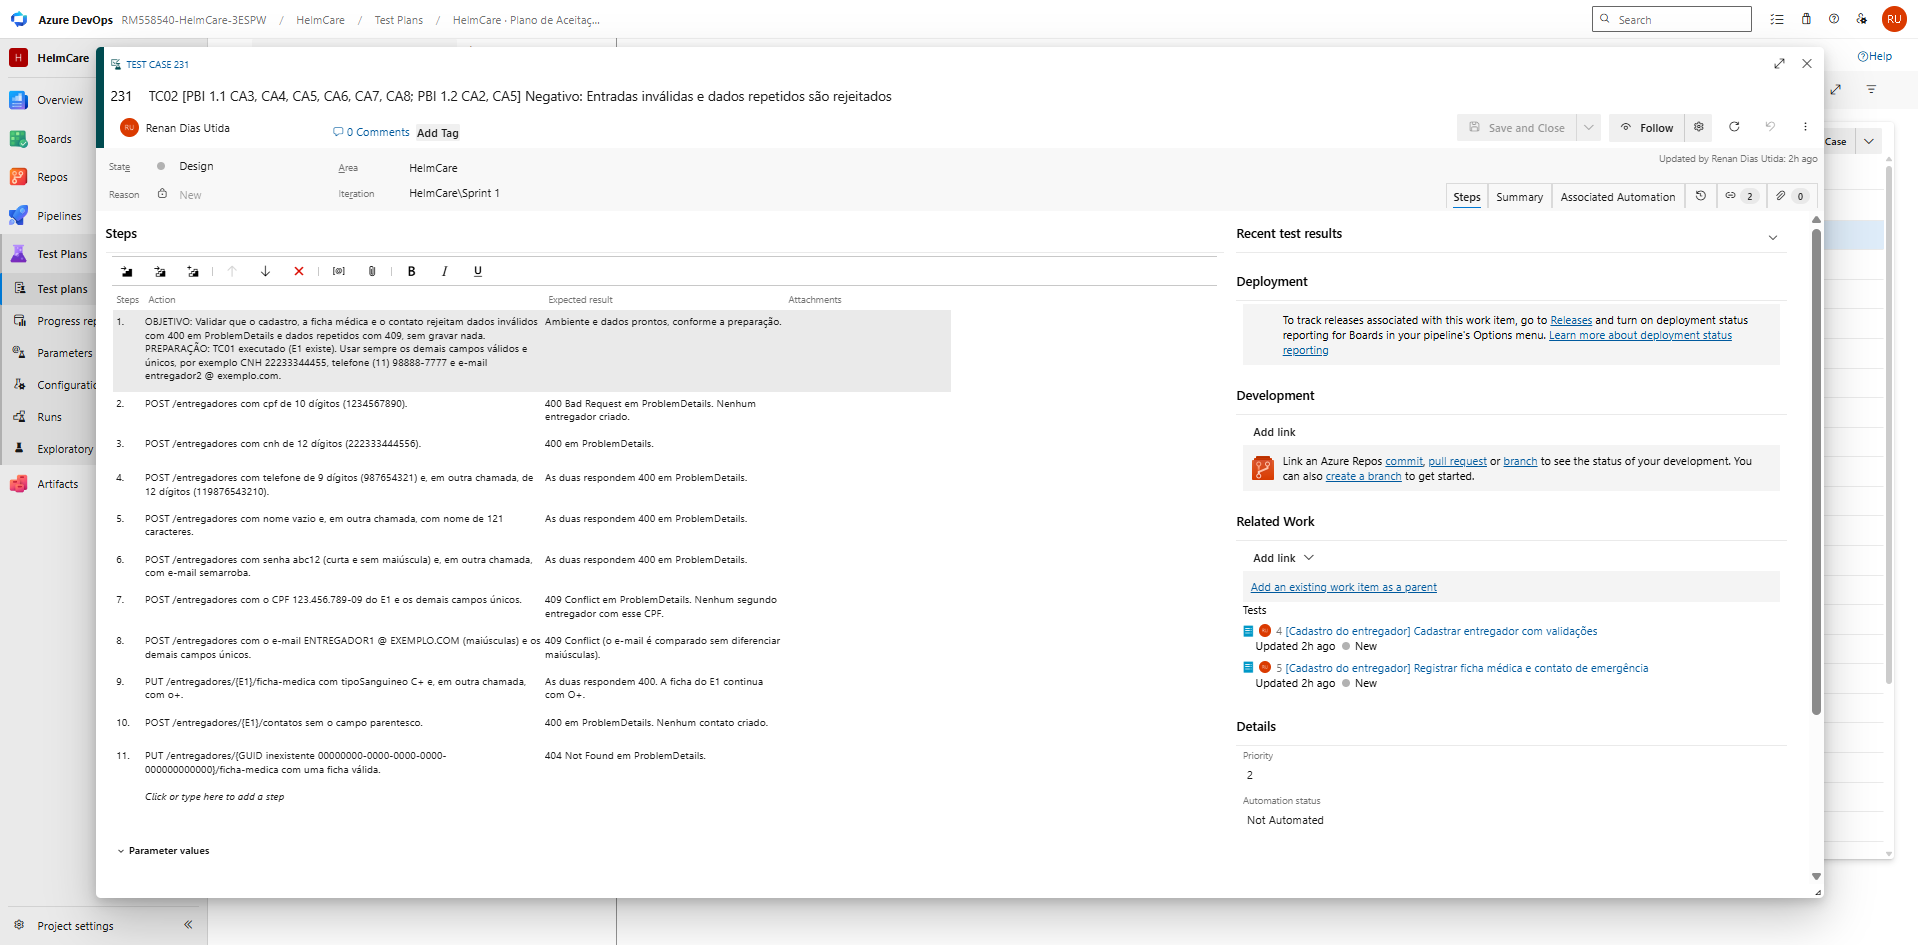 Azure DevOps RM558540-HelmCare-3ESPW / HelmCare / Test Plans / HelmCare · Plano de Aceitaç...
Search
RU
H HelmCare
Help
Overview
Boards
Repos
Pipelines
Test Plans
Test plans
Progress rep
Parameters
Configuratic
Runs
Exploratory
Artifacts
Project settings
Case
TEST CASE 231
231 TC02 [PBI 1.1 CA3, CA4, CA5, CA6, CA7, CA8; PBI 1.2 CA2, CA5] Negativo: Entradas inválidas e dados repetidos são rejeitados
RU Renan Dias Utida
0 Comments Add Tag
Save and Close
Follow
State Design
Area HelmCare
Updated by Renan Dias Utida: 2h ago
Reason New
Iteration HelmCare\Sprint 1
Steps Summary Associated Automation 2 0
Steps
B I U
Steps Action Expected result Attachments
1. OBJETIVO: Validar que o cadastro, a ficha médica e o contato rejeitam dados inválidos Ambiente e dados prontos, conforme a preparação.
com 400 em ProblemDetails e dados repetidos com 409, sem gravar nada.
PREPARAÇÃO: TC01 executado (E1 existe). Usar sempre os demais campos válidos e
únicos, por exemplo CNH 22233344455, telefone (11) 98888-7777 e e-mail
entregador2 @ exemplo.com.
2. POST /entregadores com cpf de 10 dígitos (1234567890). 400 Bad Request em ProblemDetails. Nenhum
entregador criado.
3. POST /entregadores com cnh de 12 dígitos (222333444556). 400 em ProblemDetails.
4. POST /entregadores com telefone de 9 dígitos (987654321) e, em outra chamada, de As duas respondem 400 em ProblemDetails.
12 dígitos (119876543210).
5. POST /entregadores com nome vazio e, em outra chamada, com nome de 121 As duas respondem 400 em ProblemDetails.
caracteres.
6. POST /entregadores com senha abc12 (curta e sem maiúscula) e, em outra chamada, As duas respondem 400 em ProblemDetails.
com e-mail semarroba.
7. POST /entregadores com o CPF 123.456.789-09 do E1 e os demais campos únicos. 409 Conflict em ProblemDetails. Nenhum segundo
entregador com esse CPF.
8. POST /entregadores com o e-mail ENTREGADOR1 @ EXEMPLO.COM (maiúsculas) e os 409 Conflict (o e-mail é comparado sem diferenciar
demais campos únicos. maiúsculas).
9. PUT /entregadores/{E1}/ficha-medica com tipoSanguineo C+ e, em outra chamada, As duas respondem 400. A ficha do E1 continua
com o+. com O+.
10. POST /entregadores/{E1}/contatos sem o campo parentesco. 400 em ProblemDetails. Nenhum contato criado.
11. PUT /entregadores/{GUID inexistente 00000000-0000-0000-0000- 404 Not Found em ProblemDetails.
000000000000}/ficha-medica com uma ficha válida.
Click or type here to add a step
Parameter values
Recent test results
Deployment
To track releases associated with this work item, go to Releases and turn on deployment status
reporting for Boards in your pipeline's Options menu. Learn more about deployment status
reporting
Development
Add link
Link an Azure Repos commit, pull request or branch to see the status of your development. You
can also create a branch to get started.
Related Work
Add link
Add an existing work item as a parent
Tests
RU 4 [Cadastro do entregador] Cadastrar entregador com validações
Updated 2h ago New
RU 5 [Cadastro do entregador] Registrar ficha médica e contato de emergência
Updated 2h ago New
Details
Priority
2
Automation status
Not Automated